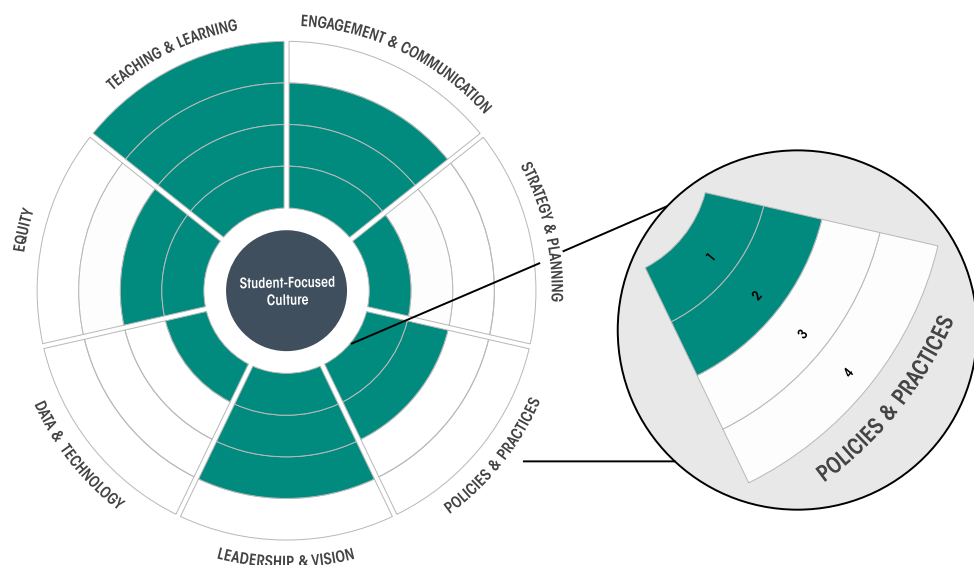 TEACHING & LEARNING
ENGAGEMENT & COMMUNICATION
STRATEGY & PLANNING
POLICIES & PRACTICES
LEADERSHIP & VISION
DATA & TECHNOLOGY
EQUITY
Student-Focused
Culture
1
2
3
4
POLICIES & PRACTICES